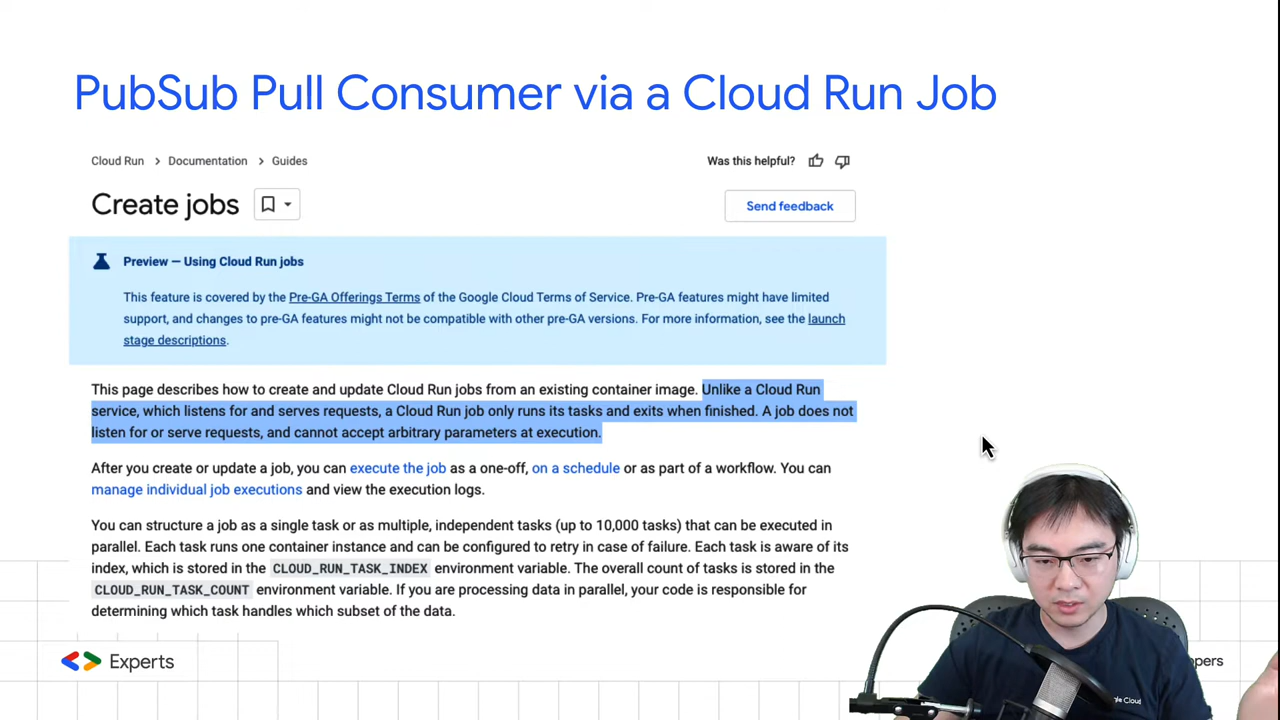 PubSub Pull Consumer via a Cloud Run Job
Cloud Run > Documentation > Guides
Was this helpful?
Create jobs
Send feedback
Preview — Using Cloud Run jobs
This feature is covered by the Pre-GA Offerings Terms of the Google Cloud Terms of Service. Pre-GA features might have limited
support, and changes to pre-GA features might not be compatible with other pre-GA versions. For more information, see the launch
stage descriptions.
This page describes how to create and update Cloud Run jobs from an existing container image. Unlike a Cloud Run
service, which listens for and serves requests, a Cloud Run job only runs its tasks and exits when finished. A job does not
listen for or serve requests, and cannot accept arbitrary parameters at execution.
After you create or update a job, you can execute the job as a one-off, on a schedule or as part of a workflow. You can
manage individual job executions and view the execution logs.
You can structure a job as a single task or as multiple, independent tasks (up to 10,000 tasks) that can be executed in
parallel. Each task runs one container instance and can be configured to retry in case of failure. Each task is aware of its
index, which is stored in the CLOUD_RUN_TASK_INDEX environment variable. The overall count of tasks is stored in the
CLOUD_RUN_TASK_COUNT environment variable. If you are processing data in parallel, your code is responsible for
determining which task handles which subset of the data.
Experts
Cloud